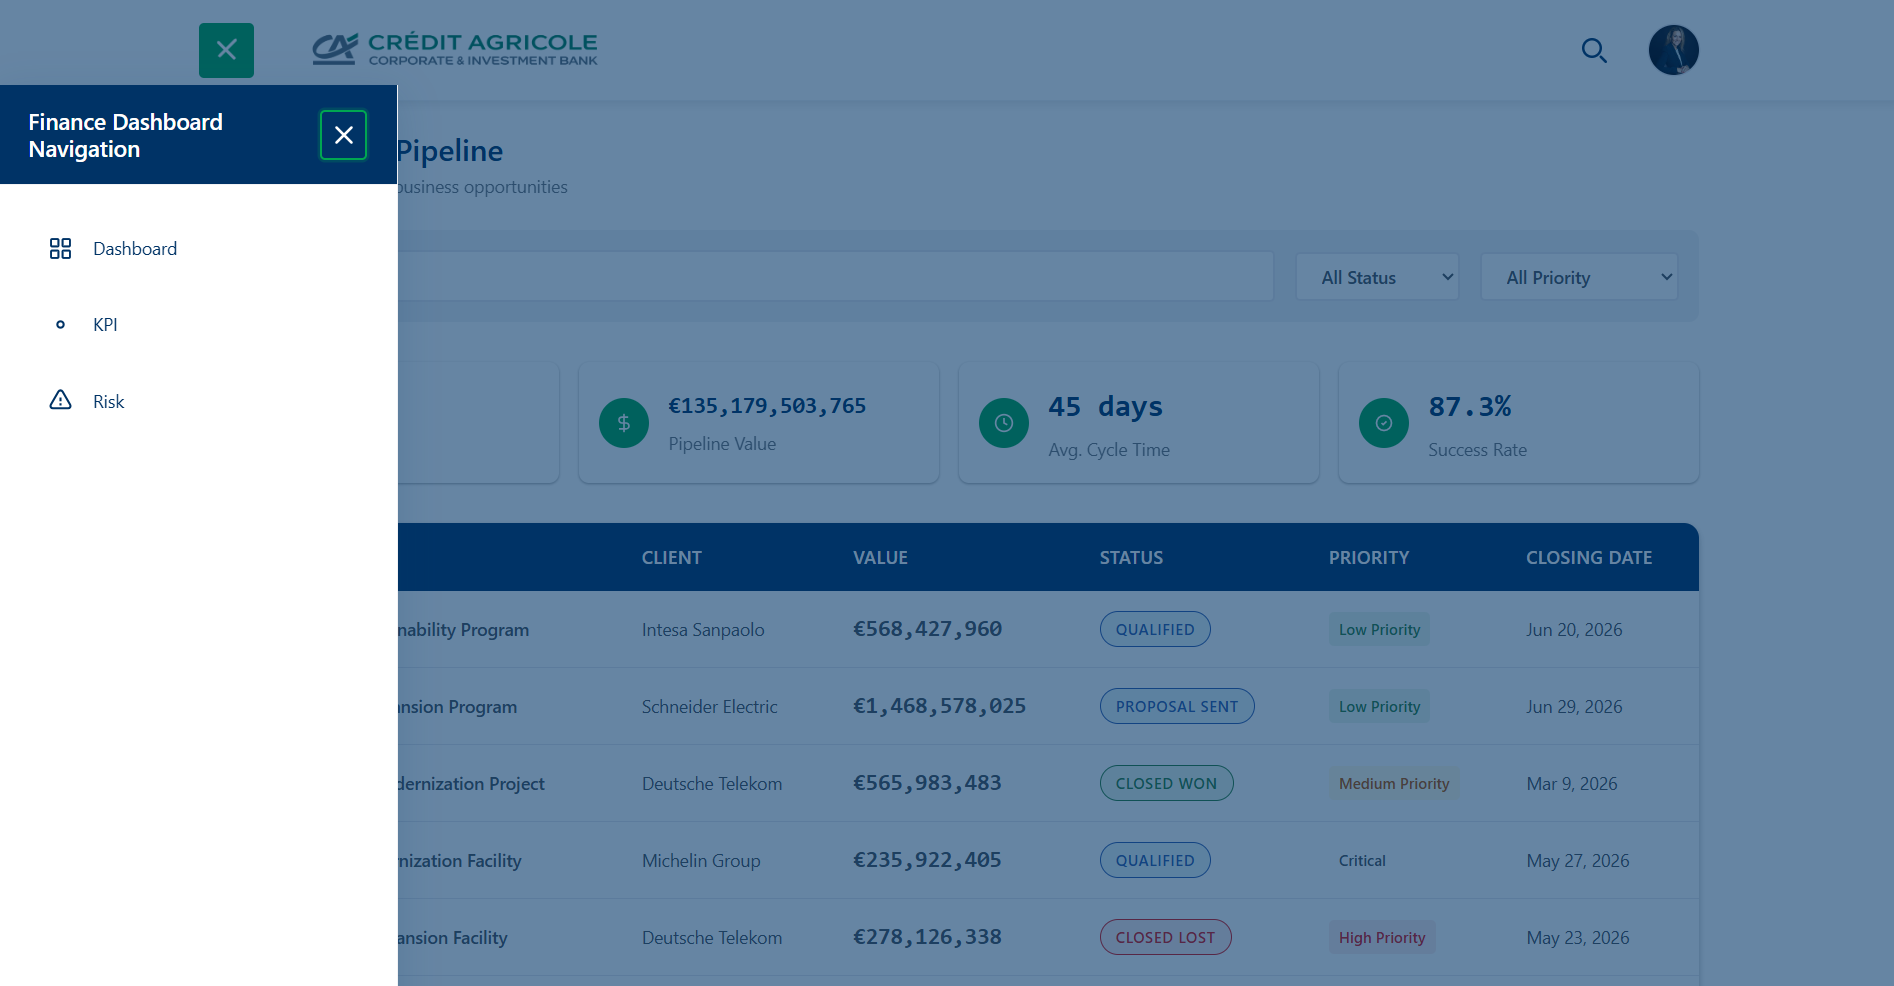 CRÉDIT AGRICOLE
CORPORATE & INVESTMENT BANK
Finance Dashboard
Navigation
Dashboard
KPI
Risk
Pipeline
business opportunities
All Status
All Priority
€135,179,503,765
Pipeline Value
45 days
Avg. Cycle Time
87.3%
Success Rate
CLIENT VALUE STATUS PRIORITY CLOSING DATE
nability Program Intesa Sanpaolo €568,427,960 QUALIFIED Low Priority Jun 20, 2026
ansion Program Schneider Electric €1,468,578,025 PROPOSAL SENT Low Priority Jun 29, 2026
dernization Project Deutsche Telekom €565,983,483 CLOSED WON Medium Priority Mar 9, 2026
rnization Facility Michelin Group €235,922,405 QUALIFIED Critical May 27, 2026
ansion Facility Deutsche Telekom €278,126,338 CLOSED LOST High Priority May 23, 2026